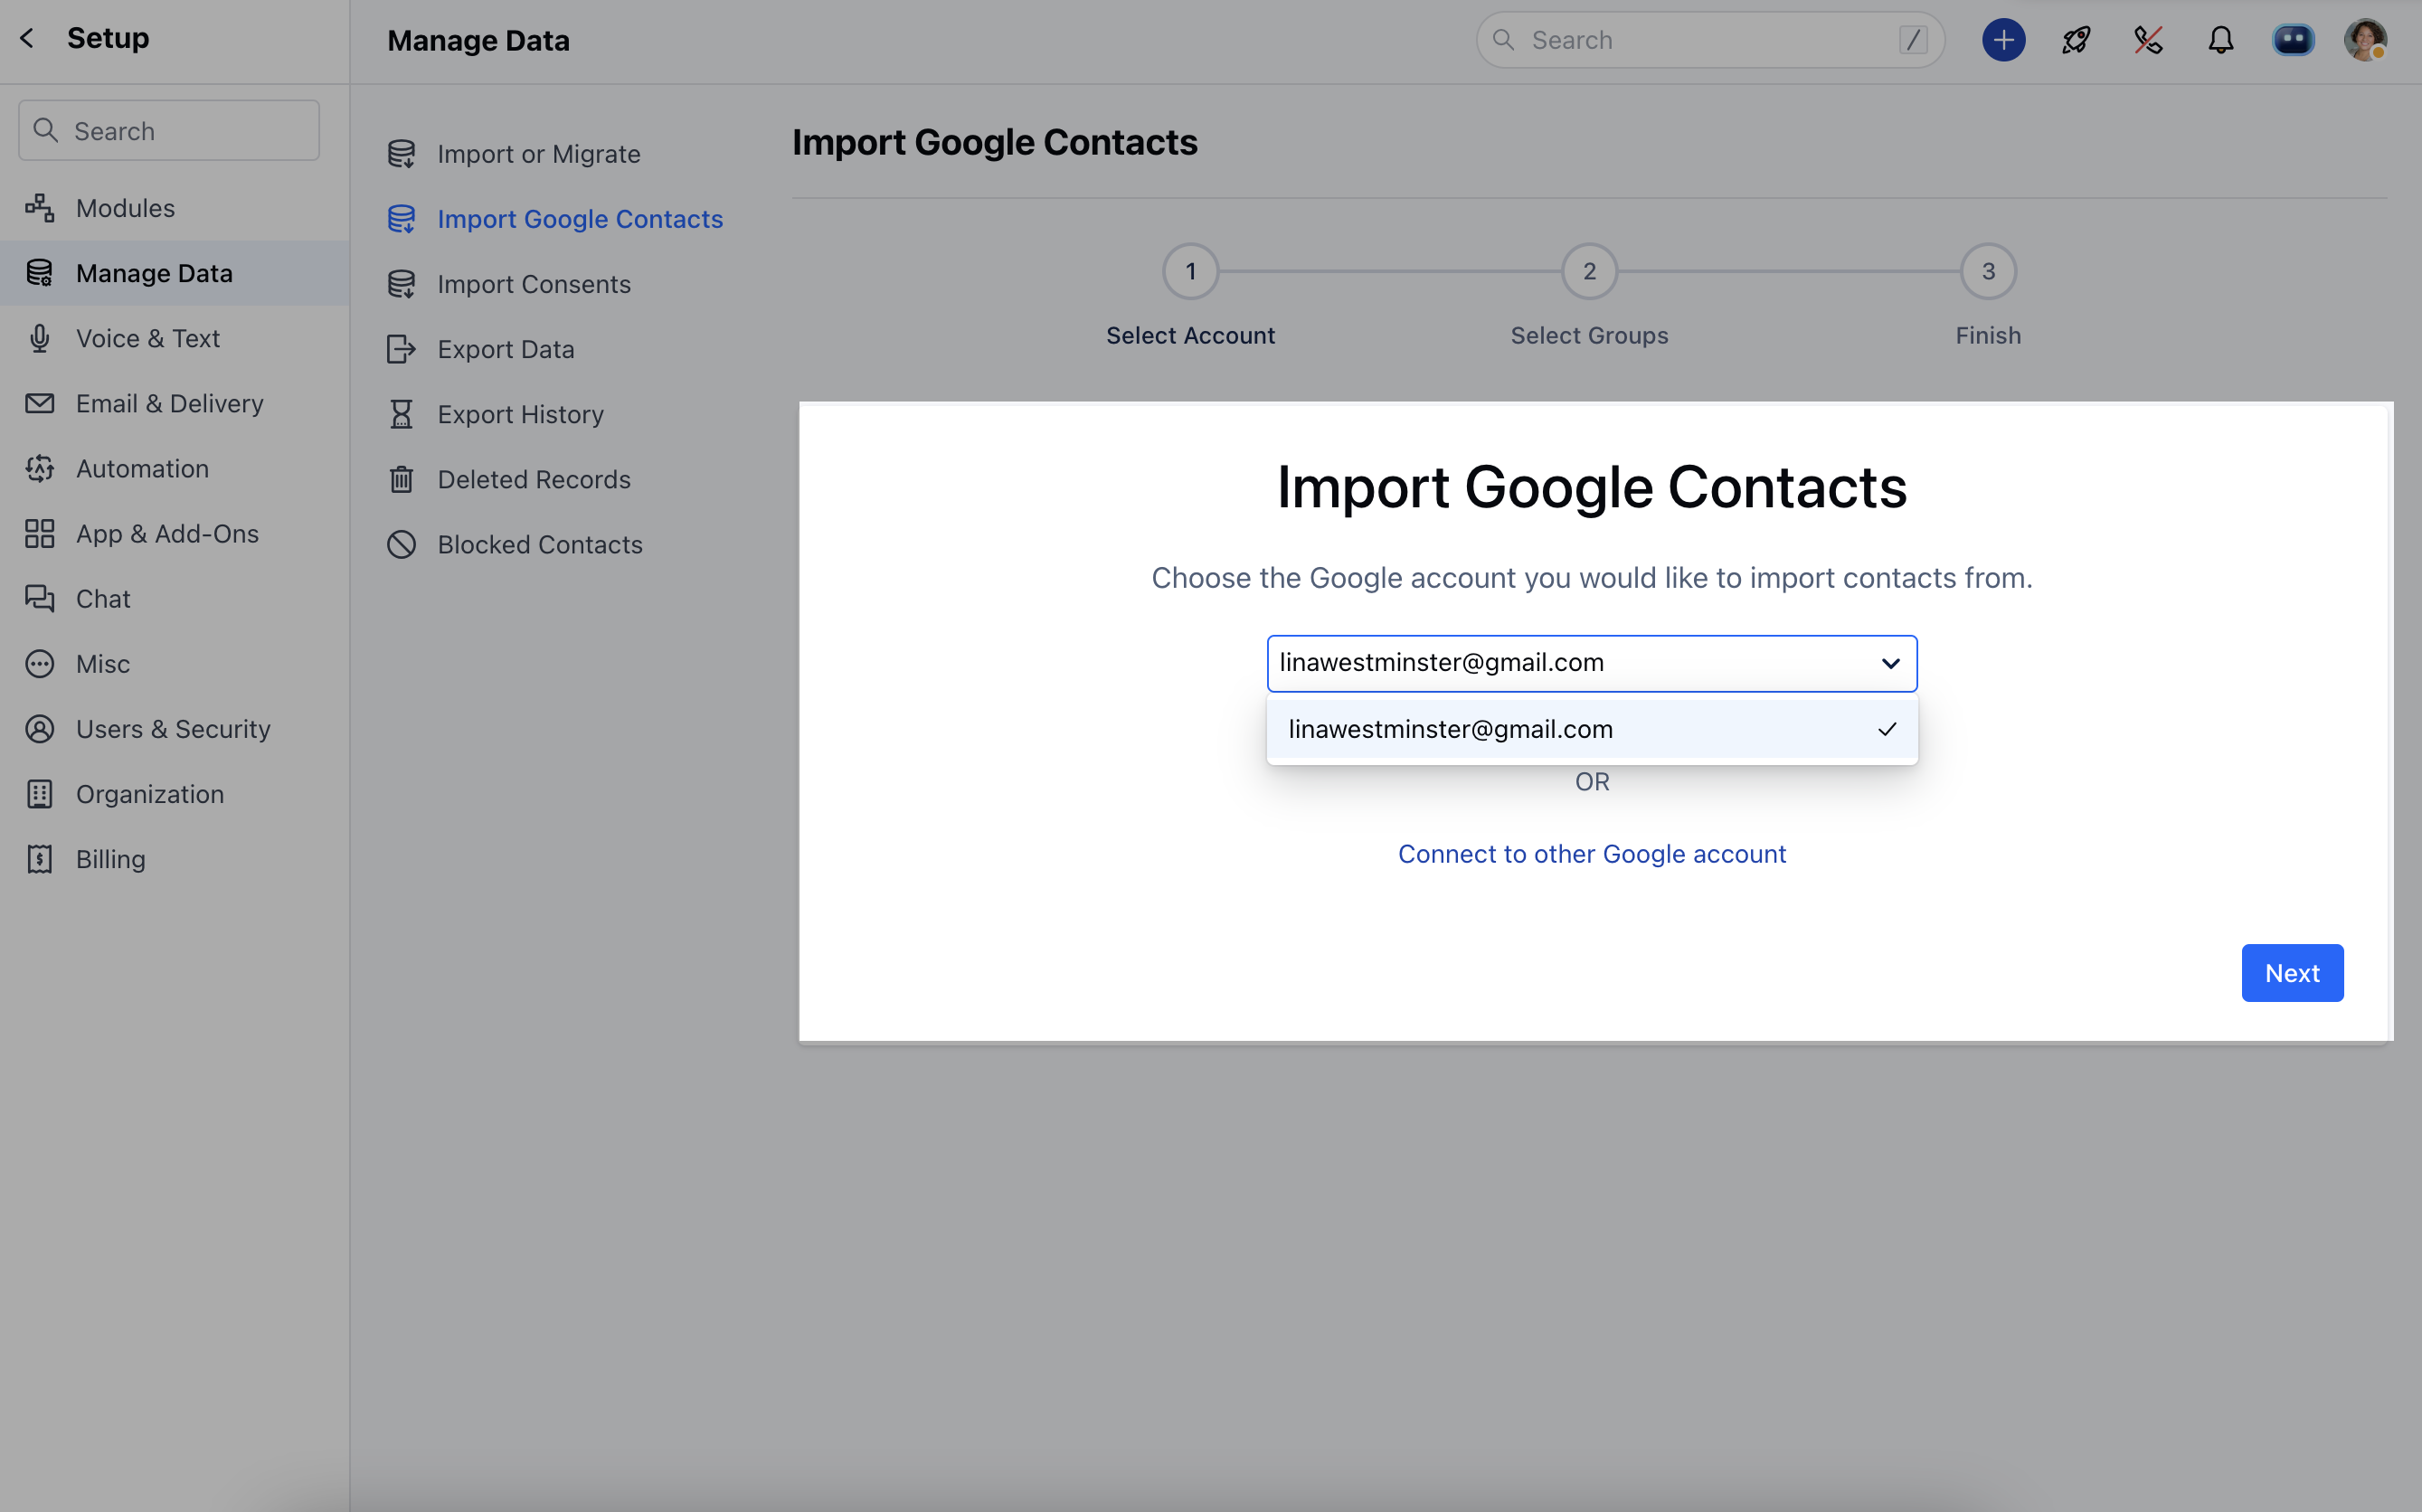 Setup
Manage Data
Search
/
Search
Modules
Manage Data
Voice & Text
Email & Delivery
Automation
App & Add-Ons
Chat
Misc
Users & Security
Organization
Billing
Import or Migrate
Import Google Contacts
Import Consents
Export Data
Export History
Deleted Records
Blocked Contacts
Import Google Contacts
1
2
3
Select Account
Select Groups
Finish
Import Google Contacts
Choose the Google account you would like to import contacts from.
linawestminster@gmail.com
linawestminster@gmail.com
OR
Connect to other Google account
Next